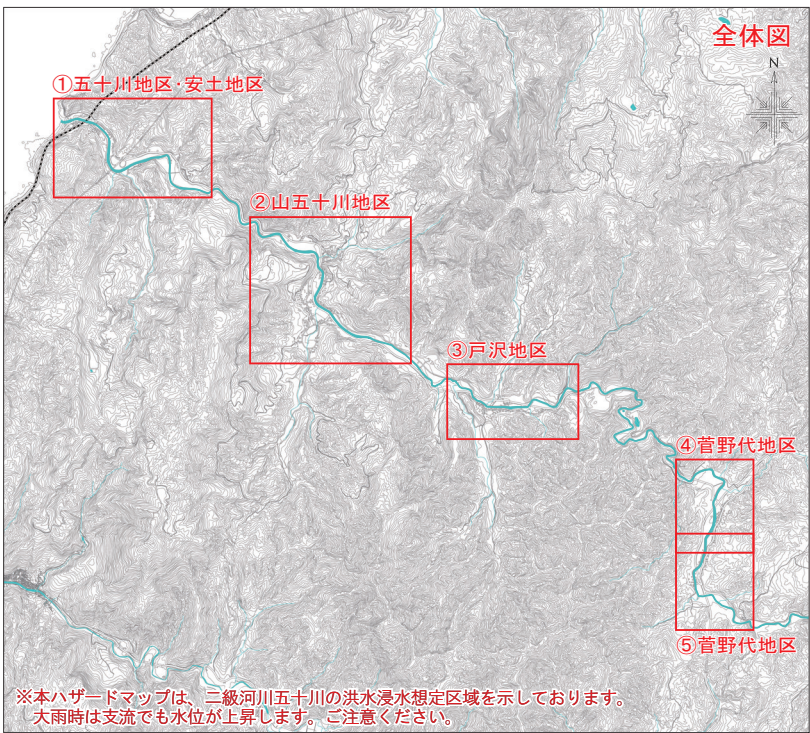 全体図
N
①五十川地区･安土地区
②山五十川地区
③戸沢地区
④菅野代地区
⑤菅野代地区
※本ハザードマップは、二級河川五十川の洪水浸水想定区域を示しております。
大雨時は支流でも水位が上昇します。ご注意ください。